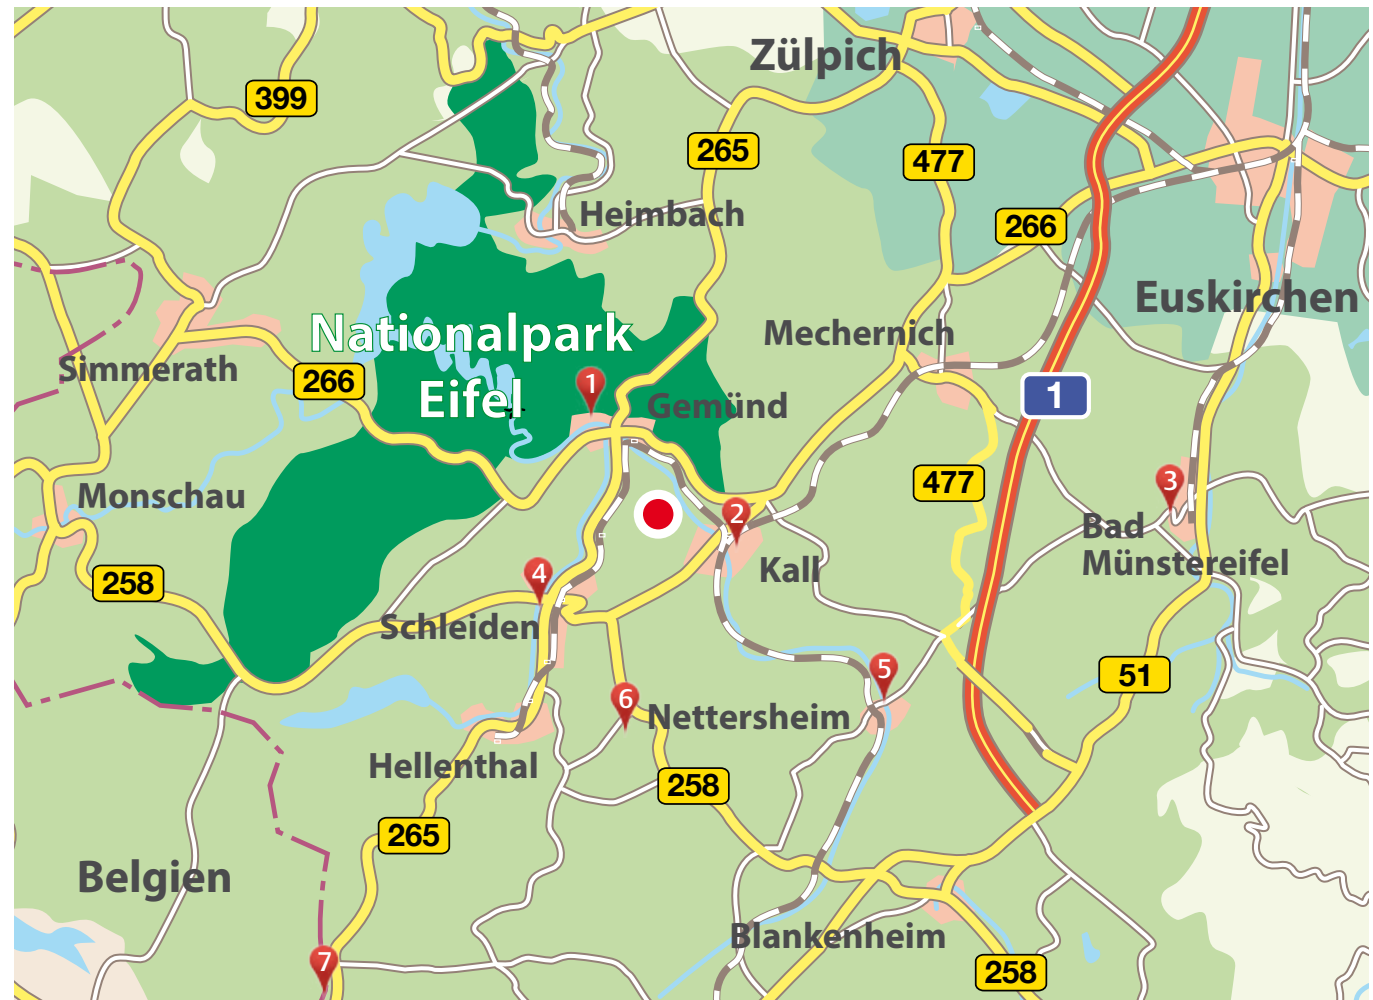 Zülpich
399
265
477
Heimbach
266
Euskirchen
Nationalpark
Eifel
Mechernich
Simmerath
266
1
Gemünd
1
477
3
Monschau
2
Bad
Münstereifel
Kall
258
4
Schleiden
5
51
6
Nettersheim
Hellenthal
258
265
Belgien
Blankenheim
7
258